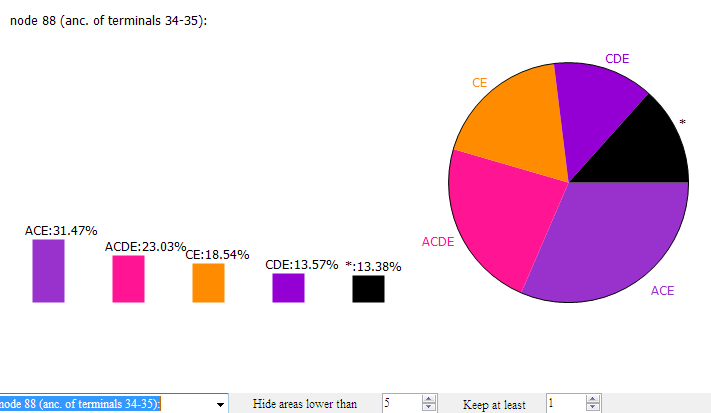 node 88 (anc. of terminals 34-35):
CDE
CE
*
ACE:31.47%
ACDE:23.03%
CE:18.54%
CDE:13.57%
*:13.38%
ACDE
ACE
node 88 (anc. of terminals 34-35):
Hide areas lower than
5
Keep at least
1